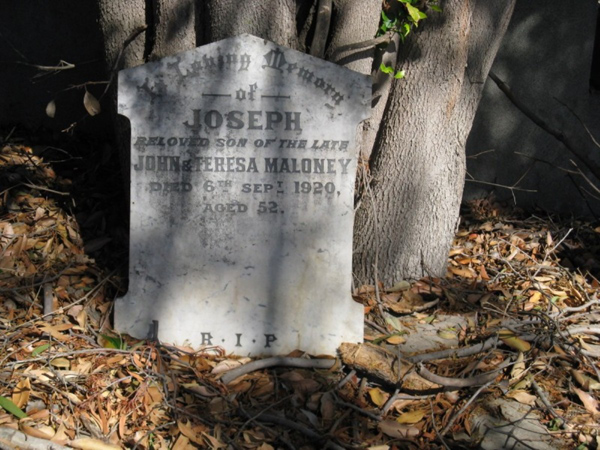 In Loving Memory
of
JOSEPH
BELOVED SON OF THE LATE
JOHN & TERESA MALONEY
DIED 6TH SEPT 1920,
AGED 52.
R.I.P